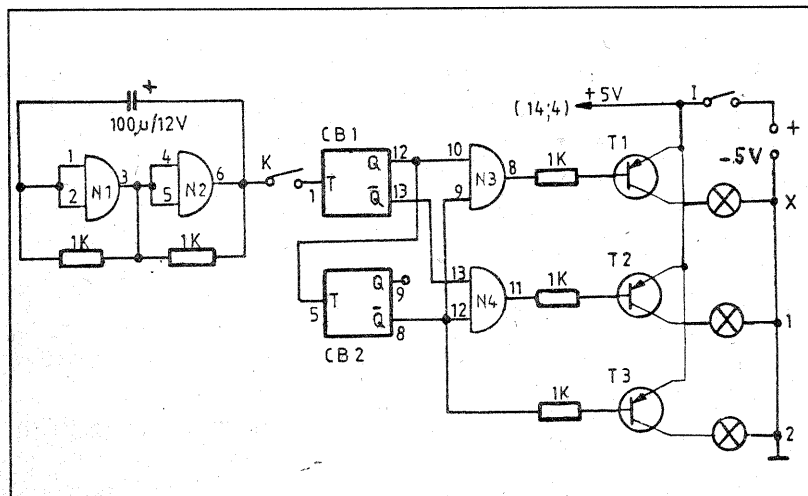 +
100µ/12V
1
2
N1
3
4
5
N2
6
1K
1K
K
CB1
1
T
Q
12
Q̅
13
10
9
N3
8
1K
T1
(14;4)
+5V
I
+
-5V
X
CB2
5
T
Q
9
Q̅
8
13
12
N4
11
1K
T2
1
1K
T3
2